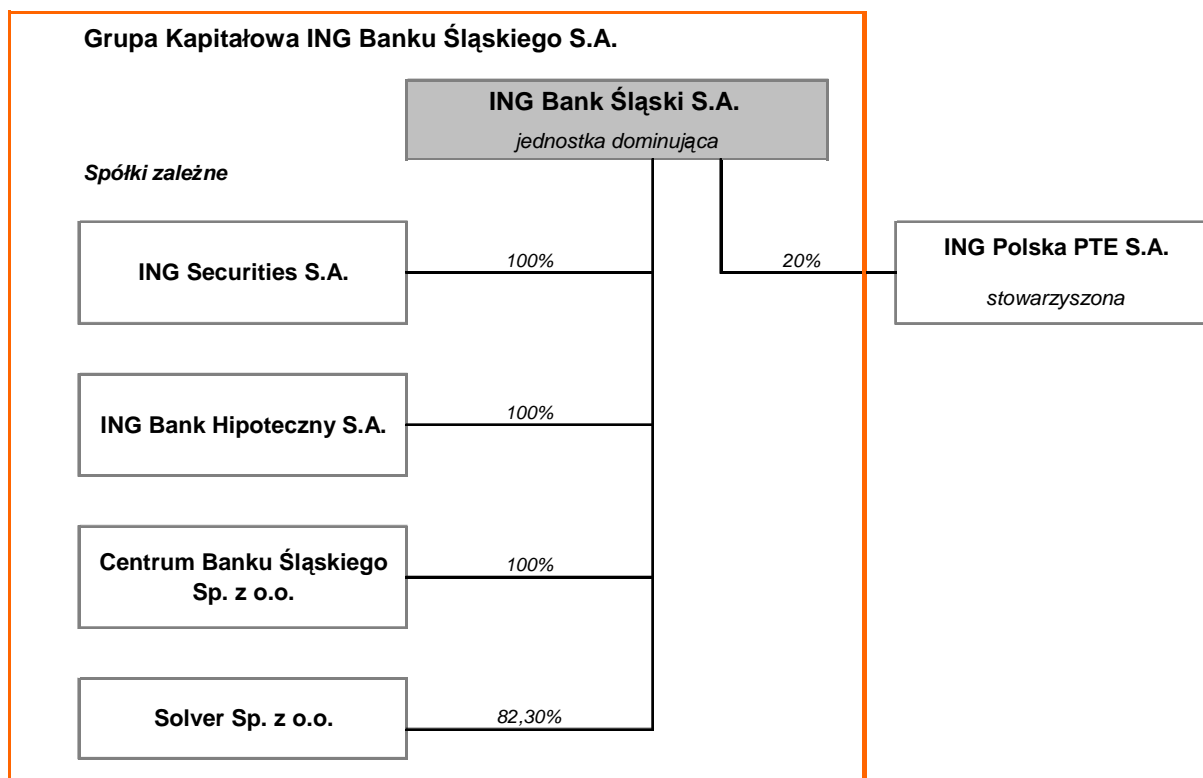 Grupa Kapitałowa ING Banku Śląskiego S.A.
ING Bank Śląski S.A.
jednostka dominująca
Spółki zależne
ING Securities S.A.
100%
20%
ING Polska PTE S.A.
stowarzyszona
ING Bank Hipoteczny S.A.
100%
Centrum Banku Śląskiego
Sp. z o.o.
100%
Solver Sp. z o.o.
82,30%